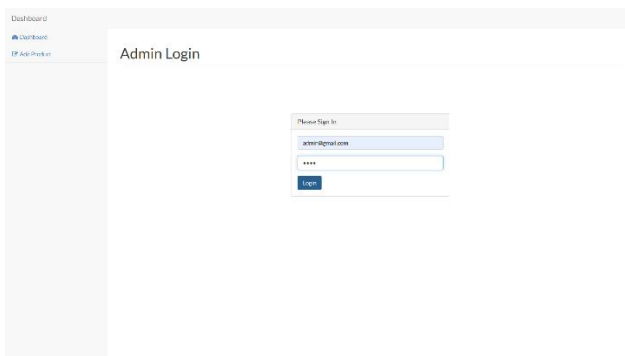 Dashboard
Dashboard
Add Product
Admin Login
Please Sign In
admin@gmail.com
••••
Login